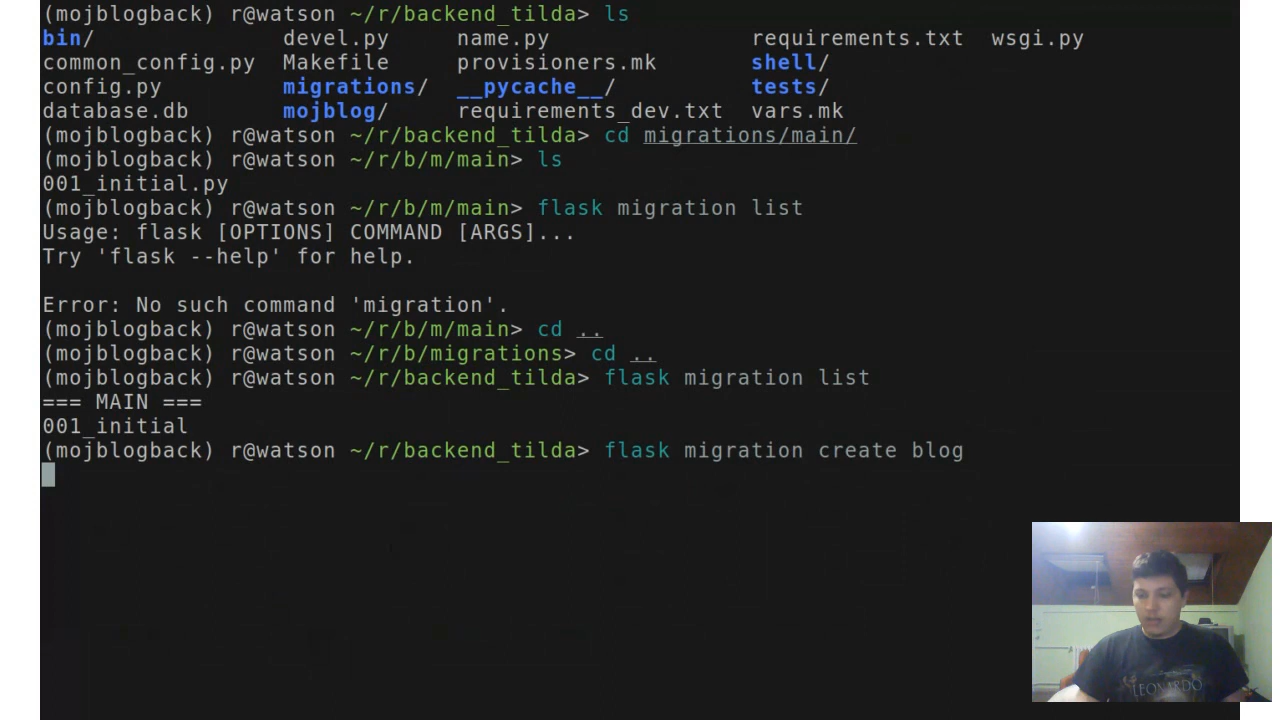 (mojblogback) r@watson ~/r/backend_tilda> ls
bin/ devel.py name.py requirements.txt wsgi.py
common_config.py Makefile provisioners.mk shell/
config.py migrations/ __pycache__/ tests/
database.db mojblog/ requirements_dev.txt vars.mk
(mojblogback) r@watson ~/r/backend_tilda> cd migrations/main/
(mojblogback) r@watson ~/r/b/m/main> ls
001_initial.py
(mojblogback) r@watson ~/r/b/m/main> flask migration list
Usage: flask [OPTIONS] COMMAND [ARGS]...
Try 'flask --help' for help.
Error: No such command 'migration'.
(mojblogback) r@watson ~/r/b/m/main> cd ..
(mojblogback) r@watson ~/r/b/migrations> cd ..
(mojblogback) r@watson ~/r/backend_tilda> flask migration list
=== MAIN ===
001_initial
(mojblogback) r@watson ~/r/backend_tilda> flask migration create blog
LEONARDO